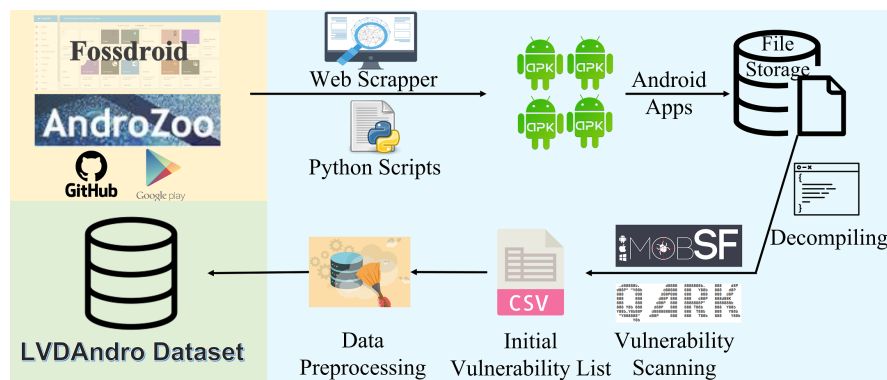 Fossdroid
AndroZoo
GitHub
Google play
Web Scrapper
Python Scripts
APK
APK
APK
APK
Android
Apps
File
Storage
Decompiling
MOBSF
Vulnerability
Scanning
CSV
Initial
Vulnerability List
Data
Preprocessing
LVDAndro Dataset